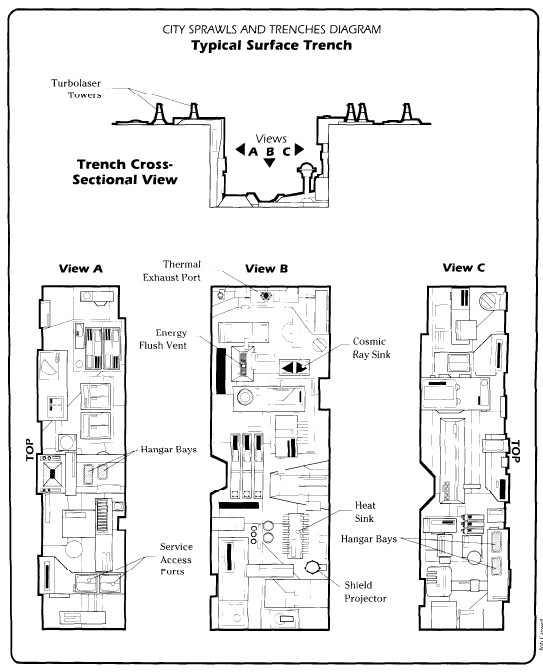 CITY SPRAWLS AND TRENCHES DIAGRAM
Typical Surface Trench
Turbolaser
Towers
Views
A B C
Trench Cross-
Sectional View
View A
Thermal
Exhaust Port
View B
View C
Energy
Flush Vent
Cosmic
Ray Sink
TOP
Hangar Bays
TOP
Heat
Sink
Hangar Bays
Service
Access
Ports
Shield
Projector